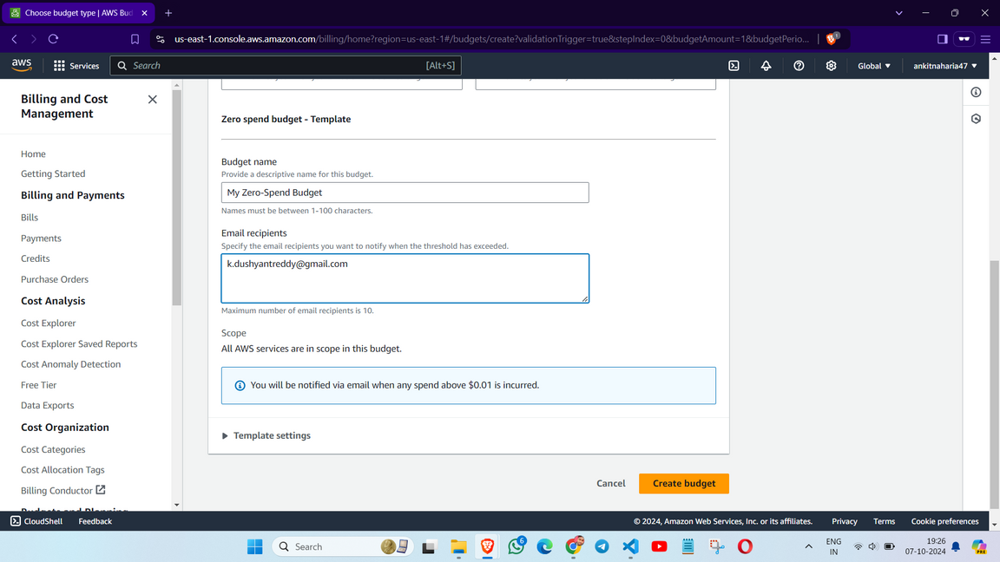 Choose budget type | AWS Bud
us-east-1.console.aws.amazon.com/billing/home?region=us-east-1#/budgets/create?validationTrigger=true&stepIndex=0&budgetAmount=1&budgetPerio...
1
aws
Services
Search
[Alt+S]
Global
ankitnaharia47
Billing and Cost
Management
Home
Getting Started
Billing and Payments
Bills
Payments
Credits
Purchase Orders
Cost Analysis
Cost Explorer
Cost Explorer Saved Reports
Cost Anomaly Detection
Free Tier
Data Exports
Cost Organization
Cost Categories
Cost Allocation Tags
Billing Conductor
Budgets and Planning
Zero spend budget - Template
Budget name
Provide a descriptive name for this budget.
My Zero-Spend Budget
Names must be between 1-100 characters.
Email recipients
Specify the email recipients you want to notify when the threshold has exceeded.
k.dushyantreddy@gmail.com
Maximum number of email recipients is 10.
Scope
All AWS services are in scope in this budget.
You will be notified via email when any spend above $0.01 is incurred.
Template settings
Cancel
Create budget
CloudShell
Feedback
© 2024, Amazon Web Services, Inc. or its affiliates.
Privacy
Terms
Cookie preferences
Search
6
ENG
IN
19:26
07-10-2024
PRE